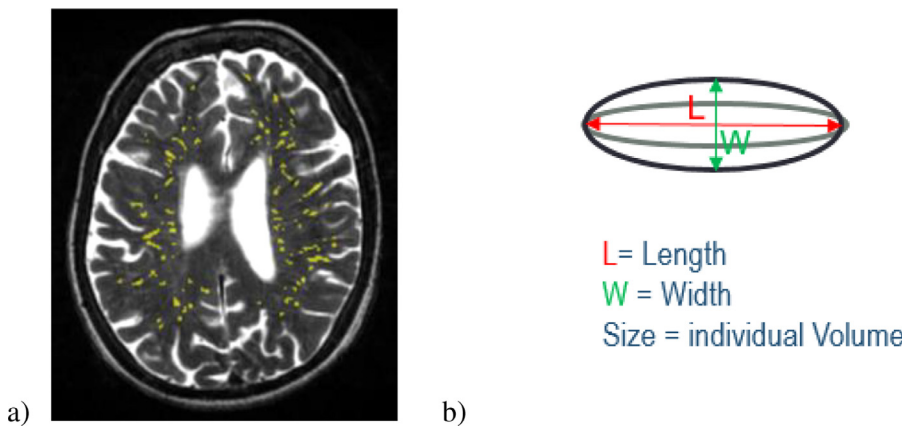 L
W
L= Length
W = Width
Size = individual Volume
a)
b)